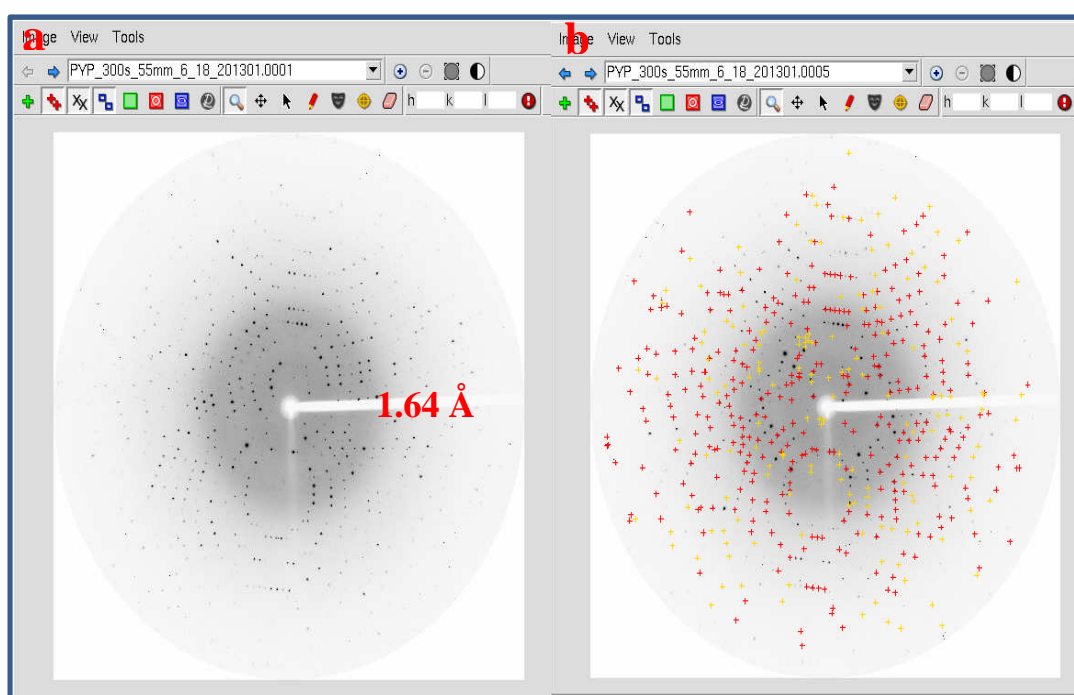 a
Image View Tools
PYP_300s_55mm_6_18_201301.0001
h k l
1.64 Å
b
Image View Tools
PYP_300s_55mm_6_18_201301.0005
h k l